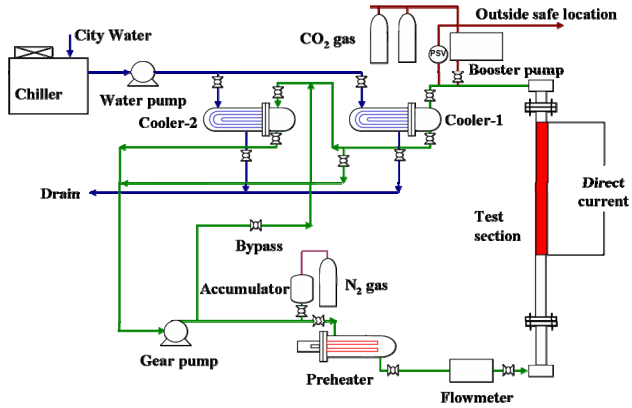 Outside safe location
CO2 gas
City Water
PSV
Booster pump
Chiller
Water pump
Cooler-2
Cooler-1
Direct
current
Drain
Test
section
Bypass
Accumulator
N2 gas
Gear pump
Preheater
Flowmeter